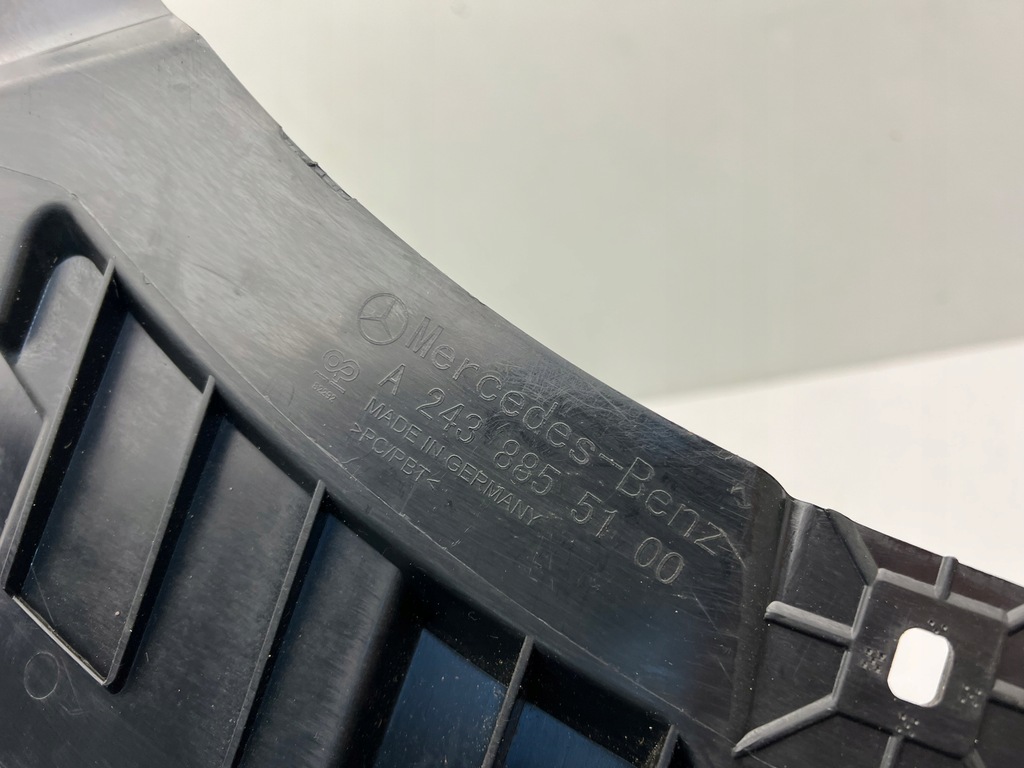 Mercedes-Benz
A 243 885 51 00
MADE IN GERMANY
>PC/PBT<